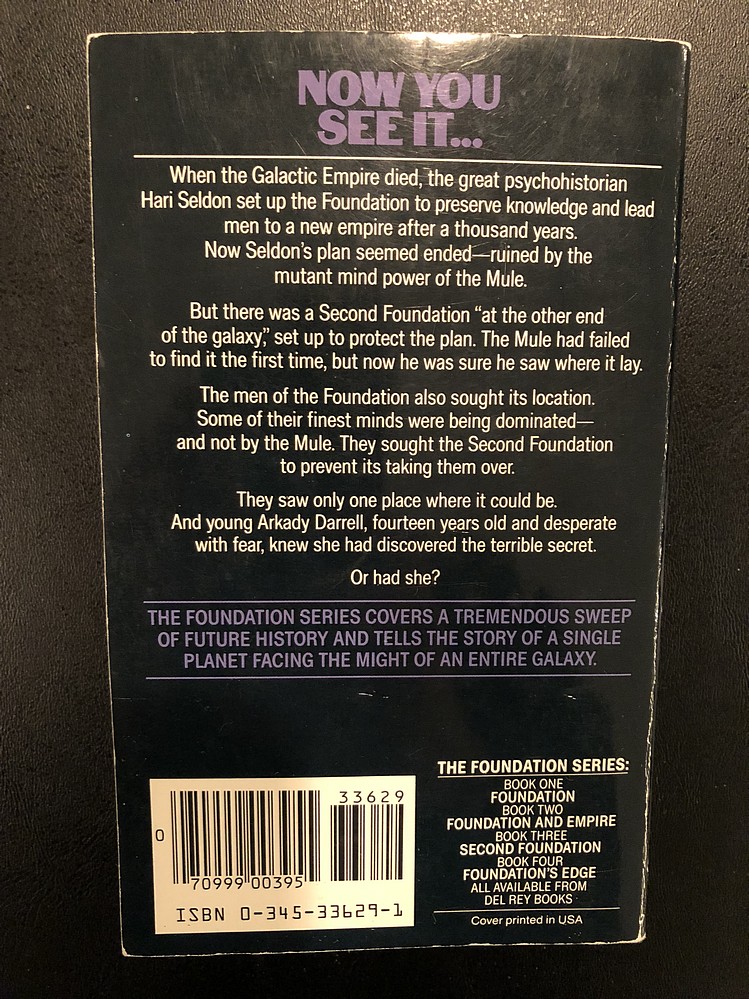 NOW YOU
SEE IT...
When the Galactic Empire died, the great psychohistorian
Hari Seldon set up the Foundation to preserve knowledge and lead
men to a new empire after a thousand years.
Now Seldon's plan seemed ended—ruined by the
mutant mind power of the Mule.
But there was a Second Foundation "at the other end
of the galaxy," set up to protect the plan. The Mule had failed
to find it the first time, but now he was sure he saw where it lay.
The men of the Foundation also sought its location.
Some of their finest minds were being dominated—
and not by the Mule. They sought the Second Foundation
to prevent its taking them over.
They saw only one place where it could be.
And young Arkady Darrell, fourteen years old and desperate
with fear, knew she had discovered the terrible secret.
Or had she?
THE FOUNDATION SERIES COVERS A TREMENDOUS SWEEP
OF FUTURE HISTORY AND TELLS THE STORY OF A SINGLE
PLANET FACING THE MIGHT OF AN ENTIRE GALAXY.
33629
0
70999 00395
ISBN 0-345-33629-1
THE FOUNDATION SERIES:
BOOK ONE
FOUNDATION
BOOK TWO
FOUNDATION AND EMPIRE
BOOK THREE
SECOND FOUNDATION
BOOK FOUR
FOUNDATION'S EDGE
ALL AVAILABLE FROM
DEL REY BOOKS
Cover printed in USA